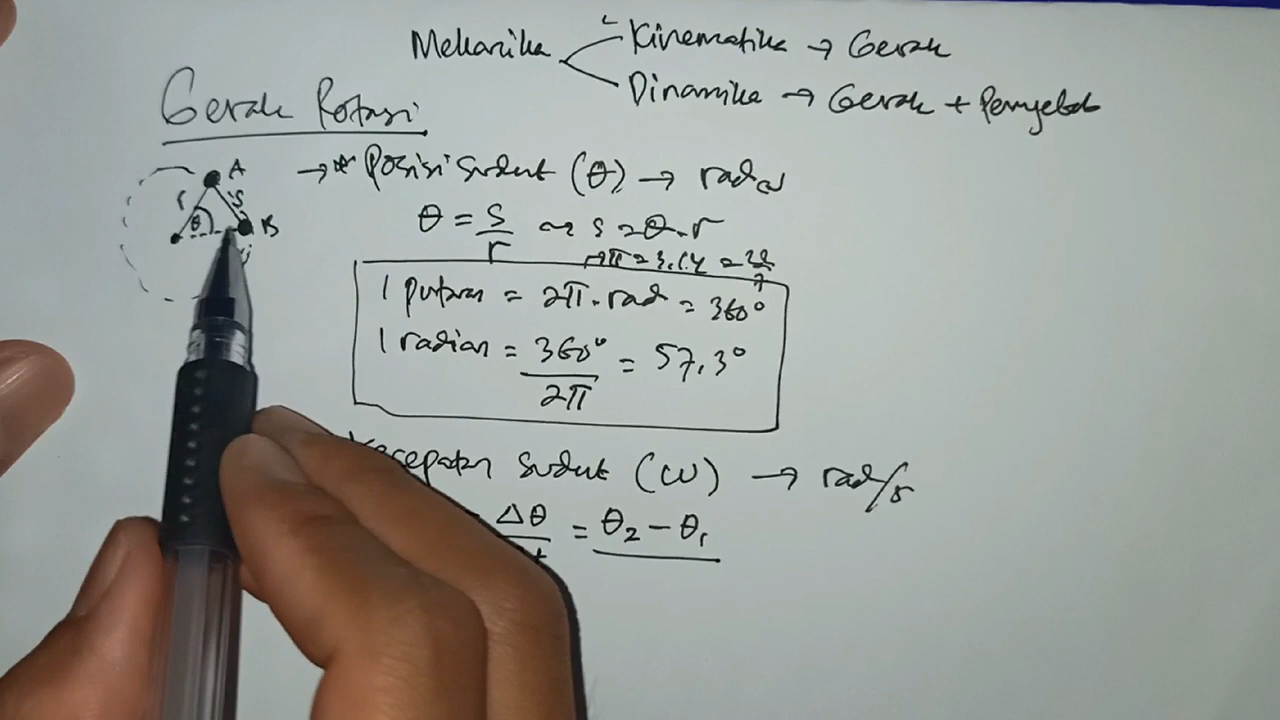 Mekanika
Kinematika → Gerak
Dinamika → Gerak + Penyebab
Gerak Rotasi
A
r
s
θ
B
→ * Posisi sudut (θ) → rad
θ = s/r ~ s = θ.r
→ π = 3.14 = 22/7
1 putaran = 2π.rad = 360°
1 radian = 360°/2π = 57,3°
Kecepatan sudut (ω) → rad/s
Δθ = θ₂ - θ₁